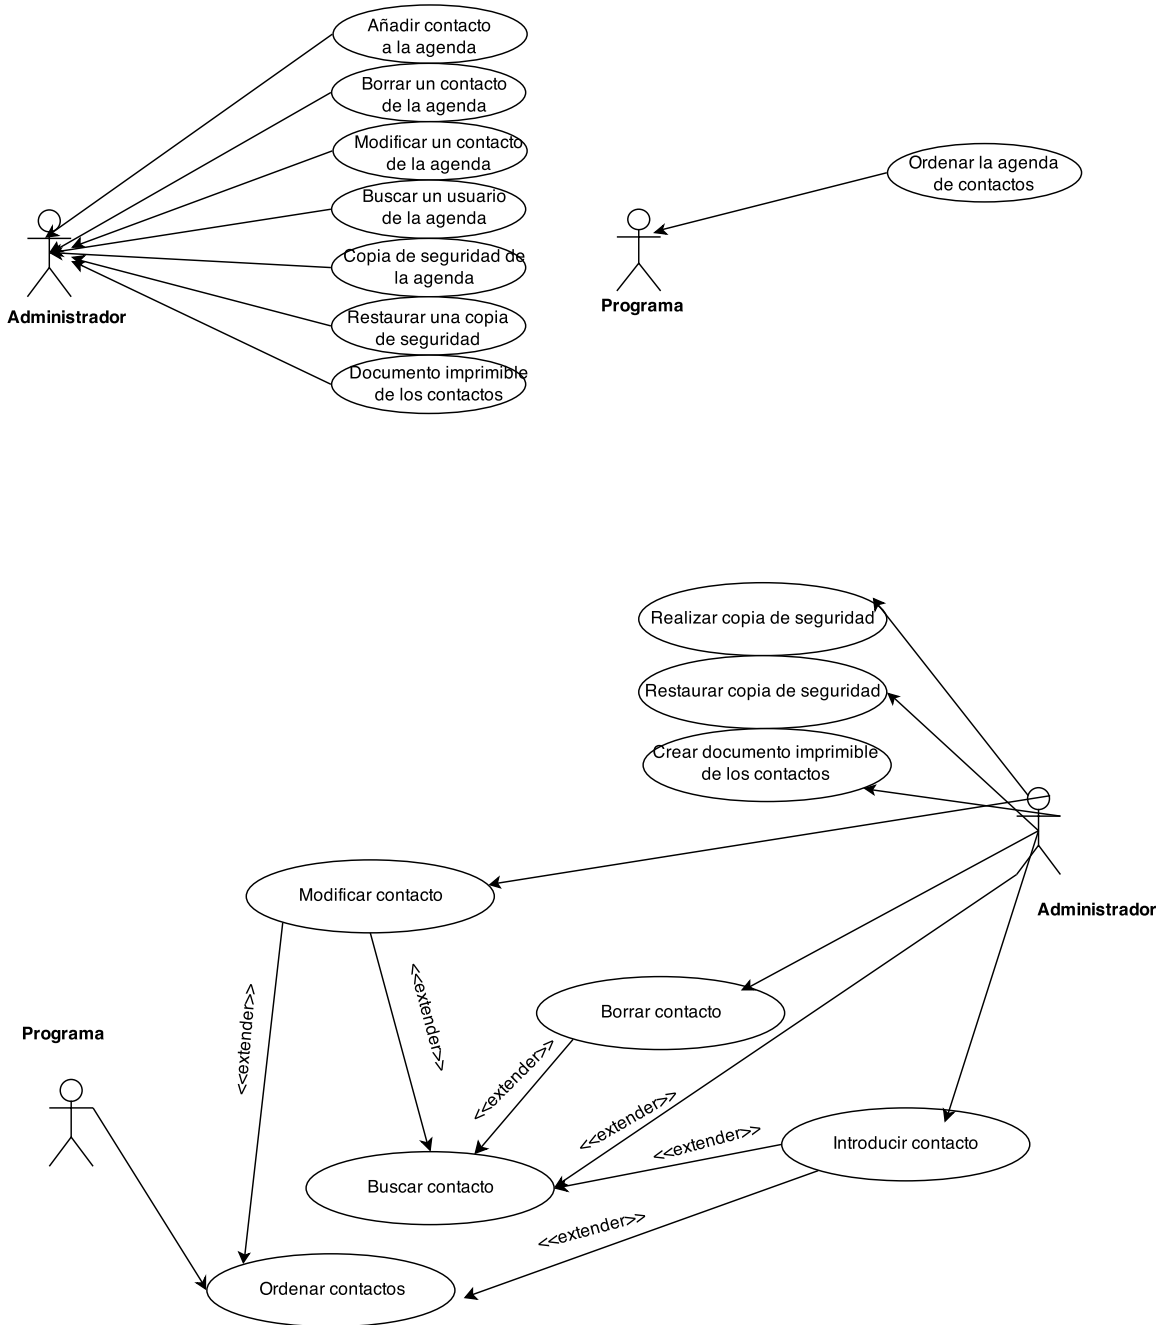 Añadir contacto
a la agenda
Borrar un contacto
de la agenda
Modificar un contacto
de la agenda
Buscar un usuario
de la agenda
Copia de seguridad de
la agenda
Restaurar una copia
de seguridad
Documento imprimible
de los contactos
Administrador
Ordenar la agenda
de contactos
Programa
Realizar copia de seguridad
Restaurar copia de seguridad
Crear documento imprimible
de los contactos
Administrador
Modificar contacto
<<extender>>
<<extender>>
Borrar contacto
Programa
<<extender>>
<<extender>>
<<extender>>
Introducir contacto
Buscar contacto
<<extender>>
Ordenar contactos